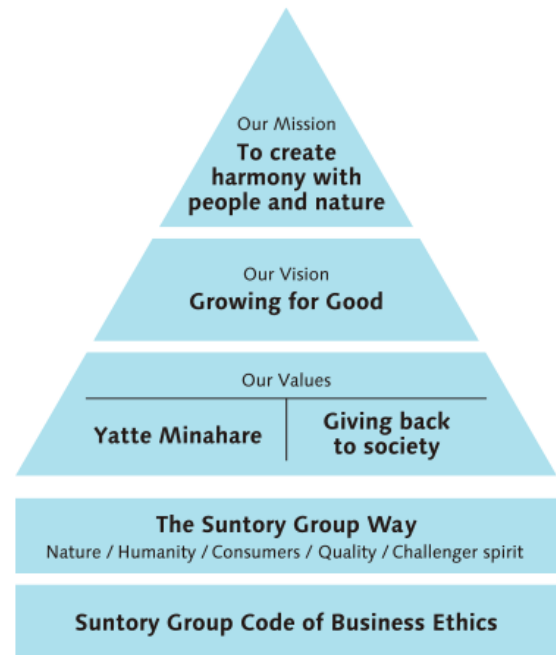 Our Mission
To create
harmony with
people and nature
Our Vision
Growing for Good
Our Values
Yatte Minahare
Giving back
to society
The Suntory Group Way
Nature / Humanity / Consumers / Quality / Challenger spirit
Suntory Group Code of Business Ethics